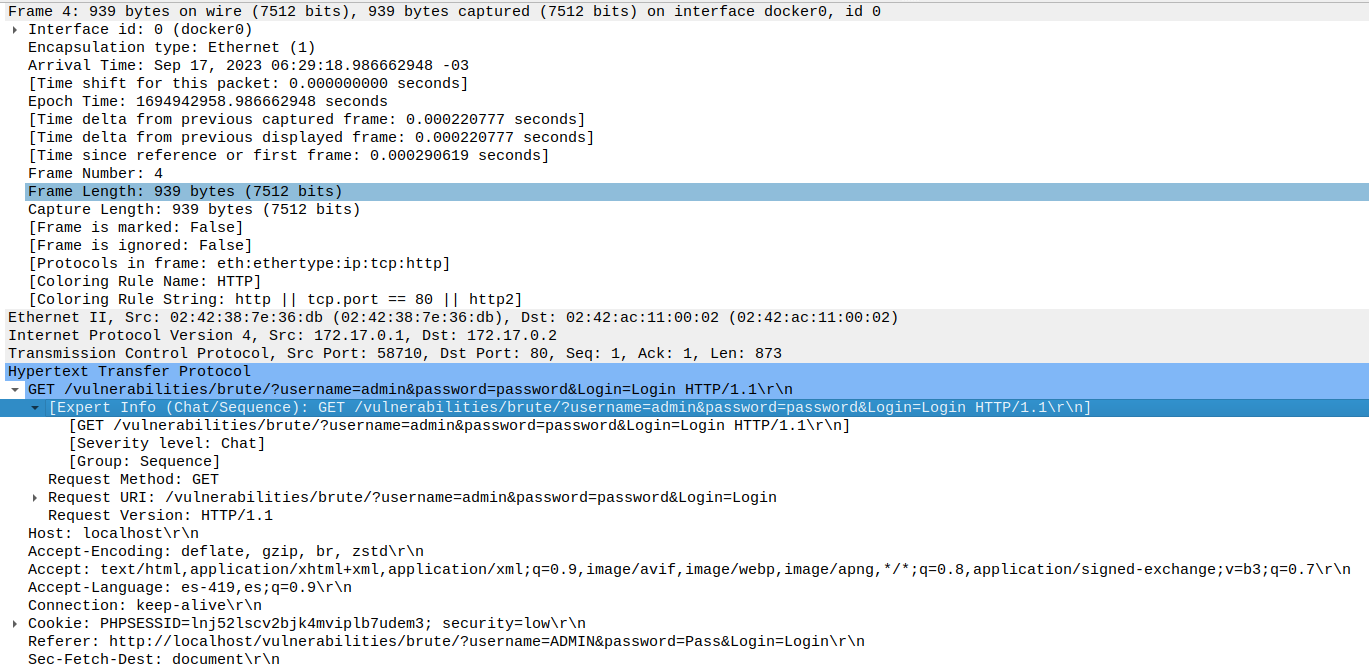 Frame 4: 939 bytes on wire (7512 bits), 939 bytes captured (7512 bits) on interface docker0, id 0
Interface id: 0 (docker0)
Encapsulation type: Ethernet (1)
Arrival Time: Sep 17, 2023 06:29:18.986662948 -03
[Time shift for this packet: 0.000000000 seconds]
Epoch Time: 1694942958.986662948 seconds
[Time delta from previous captured frame: 0.000220777 seconds]
[Time delta from previous displayed frame: 0.000220777 seconds]
[Time since reference or first frame: 0.000290619 seconds]
Frame Number: 4
Frame Length: 939 bytes (7512 bits)
Capture Length: 939 bytes (7512 bits)
[Frame is marked: False]
[Frame is ignored: False]
[Protocols in frame: eth:ethertype:ip:tcp:http]
[Coloring Rule Name: HTTP]
[Coloring Rule String: http || tcp.port == 80 || http2]
Ethernet II, Src: 02:42:38:7e:36:db (02:42:38:7e:36:db), Dst: 02:42:ac:11:00:02 (02:42:ac:11:00:02)
Internet Protocol Version 4, Src: 172.17.0.1, Dst: 172.17.0.2
Transmission Control Protocol, Src Port: 58710, Dst Port: 80, Seq: 1, Ack: 1, Len: 873
Hypertext Transfer Protocol
GET /vulnerabilities/brute/?username=admin&password=password&Login=Login HTTP/1.1\r\n
[Expert Info (Chat/Sequence): GET /vulnerabilities/brute/?username=admin&password=password&Login=Login HTTP/1.1\r\n]
[GET /vulnerabilities/brute/?username=admin&password=password&Login=Login HTTP/1.1\r\n]
[Severity level: Chat]
[Group: Sequence]
Request Method: GET
Request URI: /vulnerabilities/brute/?username=admin&password=password&Login=Login
Request Version: HTTP/1.1
Host: localhost\r\n
Accept-Encoding: deflate, gzip, br, zstd\r\n
Accept: text/html,application/xhtml+xml,application/xml;q=0.9,image/avif,image/webp,image/apng,*/*;q=0.8,application/signed-exchange;v=b3;q=0.7\r\n
Accept-Language: es-419,es;q=0.9\r\n
Connection: keep-alive\r\n
Cookie: PHPSESSID=lnj52lscv2bjk4mviplb7udem3; security=low\r\n
Referer: http://localhost/vulnerabilities/brute/?username=ADMIN&password=Pass&Login=Login\r\n
Sec-Fetch-Dest: document\r\n